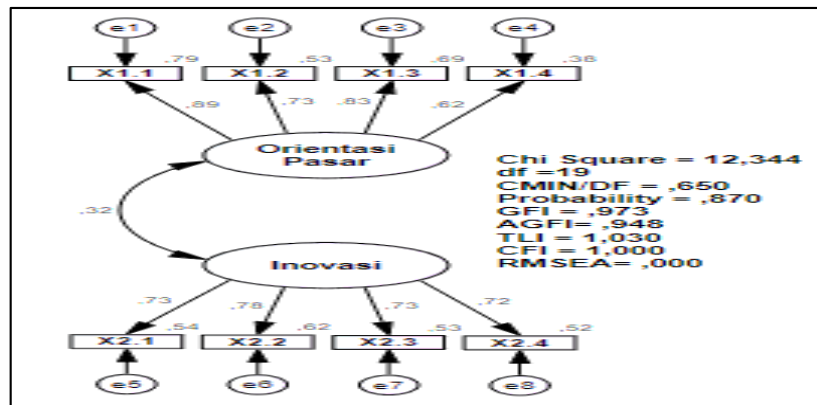 e1 e2 e3 e4
,79 ,53 ,69 ,38
X1.1 X1.2 X1.3 X1.4
,89 ,73 ,83 ,62
Orientasi
Pasar
,32
Chi Square = 12,344
df =19
CMIN/DF = ,650
Probability = ,870
GFI = ,973
AGFI= ,948
TLI = 1,030
CFI = 1,000
RMSEA= ,000
Inovasi
,73 ,78 ,73 ,72
,54 ,62 ,53 ,52
X2.1 X2.2 X2.3 X2.4
e5 e6 e7 e8